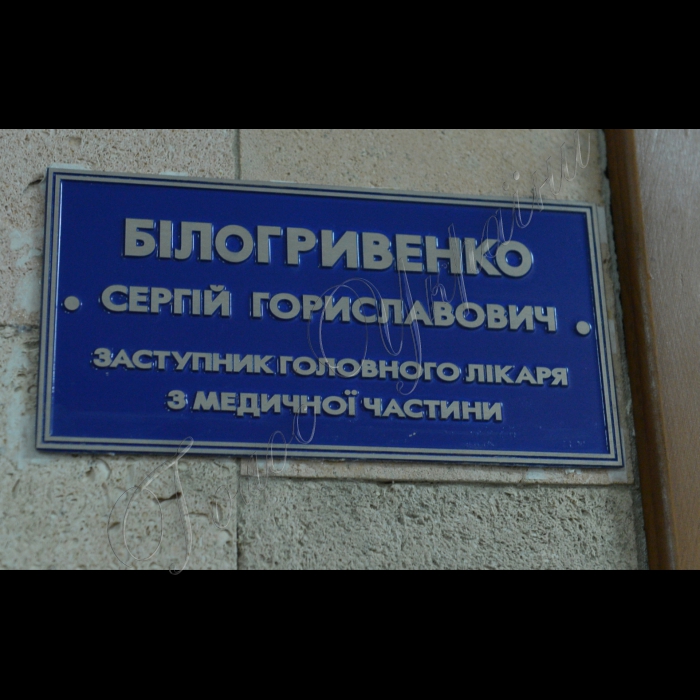 БІЛОГРИВЕНКО
СЕРГІЙ ГОРИСЛАВОВИЧ
ЗАСТУПНИК ГОЛОВНОГО ЛІКАРЯ
З МЕДИЧНОЇ ЧАСТИНИ